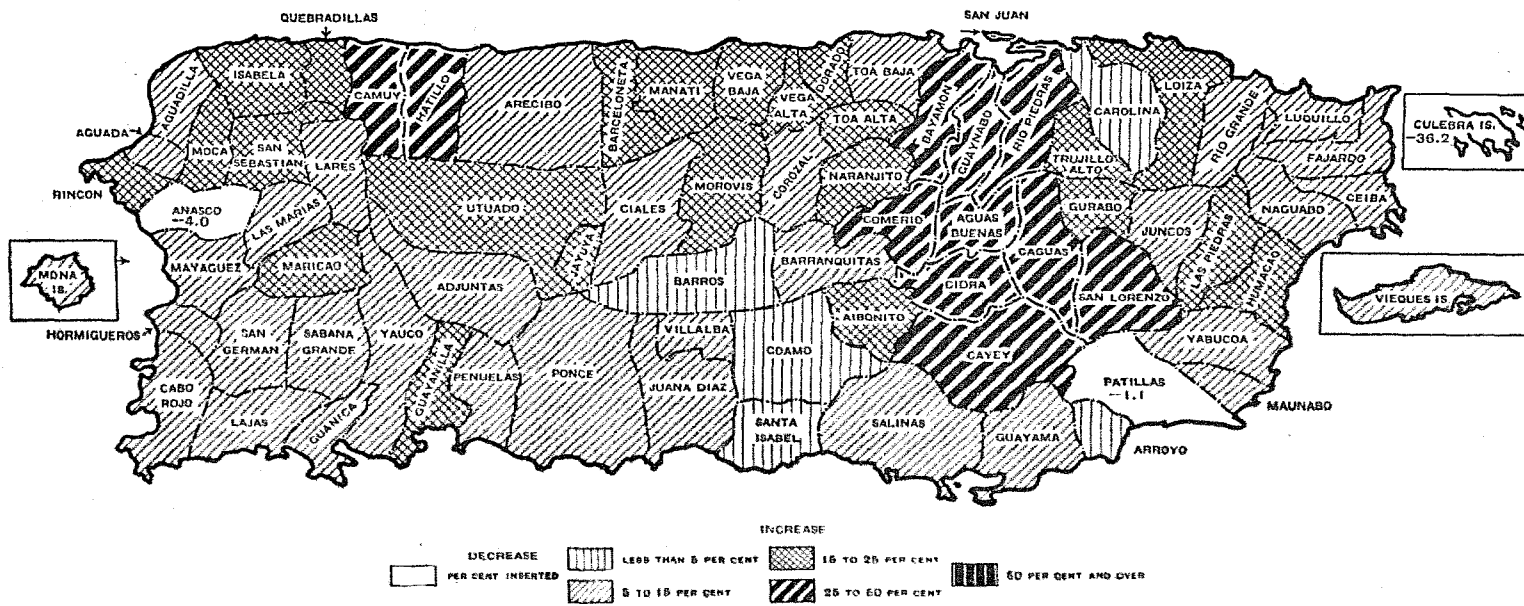 QUEBRADILLAS
SAN JUAN
AGUADILLA
ISABELA
CAMUY
HATILLO
ARECIBO
BARCELONETA
MANATI
VEGA BAJA
VEGA ALTA
DORADO
TOA BAJA
TOA ALTA
BAYAMON
GUAYNABO
RIO PIEDRAS
CAROLINA
LOIZA
RIO GRANDE
LUQUILLO
CULEBRA IS.
-36.2
AGUADA
MOCA
SAN SEBASTIAN
LARES
TRUJILLO ALTO
FAJARDO
RINCON
ANASCO
-4.0
LAS MARIAS
UTUADO
CIALES
MOROVIS
COROZAL
NARANJITO
COMERIO
AGUAS BUENAS
GURABO
JUNCOS
LAS PIEDRAS
NAGUABO
CEIBA
MONA IS.
MAYAGUEZ
MARICAO
ADJUNTAS
JAYUYA
BARROS
BARRANQUITAS
CIDRA
CAGUAS
SAN LORENZO
HUMACAO
VIEQUES IS.
HORMIGUEROS
SAN GERMAN
SABANA GRANDE
YAUCO
GUAYANILLA
PENUELAS
PONCE
VILLALBA
JUANA DIAZ
COAMO
AIBONITO
CAYEY
YABUCOA
PATILLAS
-1.1
MAUNABO
CABO ROJO
LAJAS
GUANICA
SANTA ISABEL
SALINAS
GUAYAMA
ARROYO
INCREASE
DECREASE
PER CENT INSERTED
LESS THAN 5 PER CENT
15 TO 25 PER CENT
50 PER CENT AND OVER
5 TO 15 PER CENT
25 TO 50 PER CENT